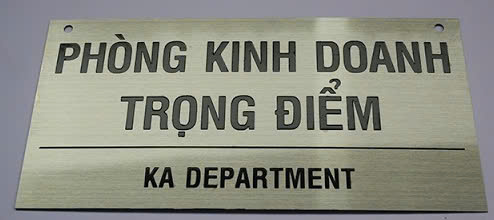 PHÒNG KINH DOANH
TRỌNG ĐIỂM
KA DEPARTMENT